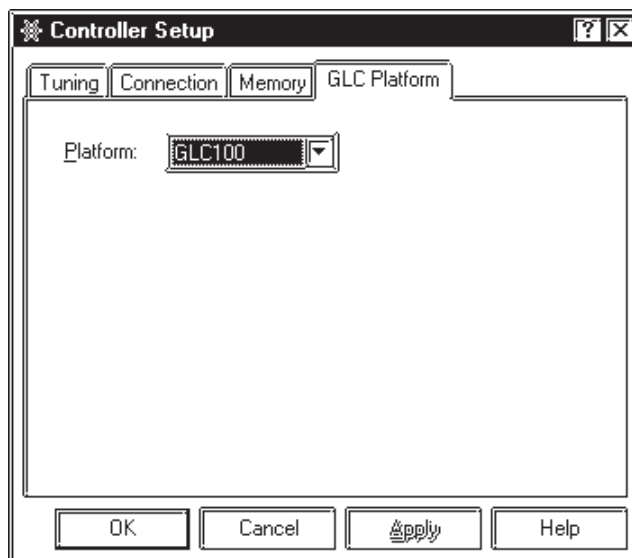 Controller Setup
Tuning Connection Memory GLC Platform
Platform: GLC100
OK Cancel Apply Help